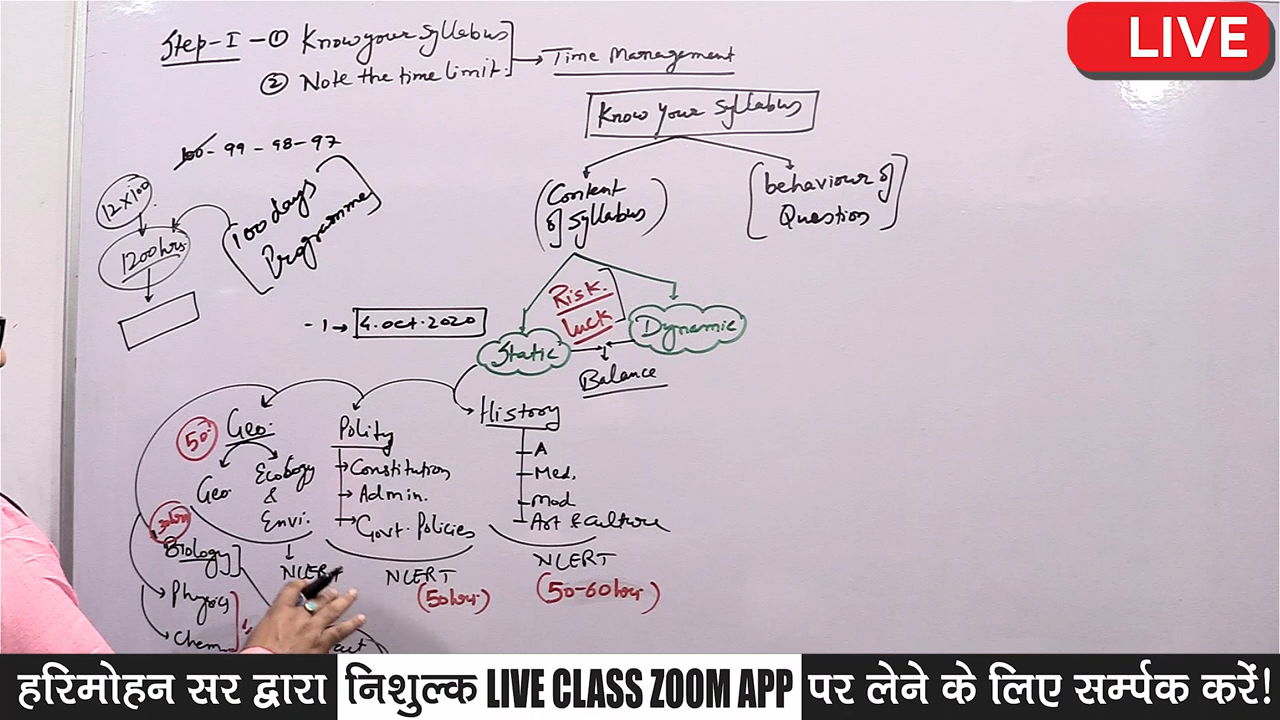 LIVE
Step-I - ① Know your syllabus
② Note the time limit.
→ Time Management
Know Your Syllabus
100 - 99 - 98 - 97
12 x 100
1200 hrs
100 days
Programme
(Content
of Syllabus)
[behaviour of
Question]
Risk.
luck
- 1 → 4. Oct. 2020
Static
Dynamic
Balance
50
Geo.
Polity
History
Geo
Ecology
&
Envi.
→ Constitution
→ Admin.
→ Govt. Policies
A
Med.
Mod
Art & Culture
Biology
NCERT
NCERT
(50 hrs)
NCERT
(50-60 hrs)
Physics
Chem
हरिमोहन सर द्वारा निशुल्क LIVE CLASS ZOOM APP पर लेने के लिए सर्म्पक करें!